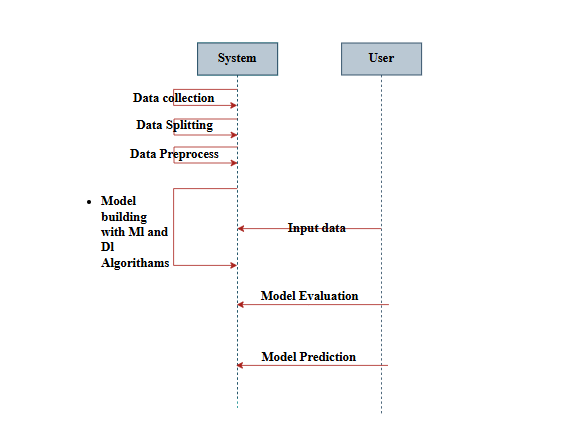 System
User
Data collection
Data Splitting
Data Preprocess
• Model
building
with Ml and
Dl
Algorithams
Input data
Model Evaluation
Model Prediction